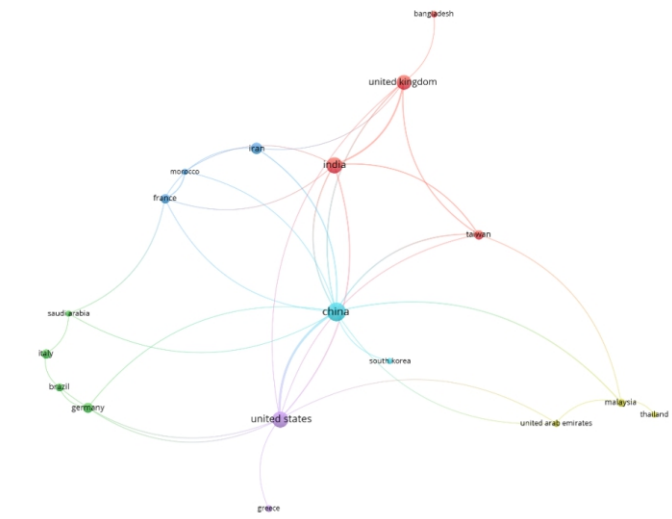 bangladesh
united kingdom
iran
india
morocco
france
taiwan
saudi arabia
china
italy
south korea
brazil
germany
malaysia
thailand
united states
united arab emirates
greece